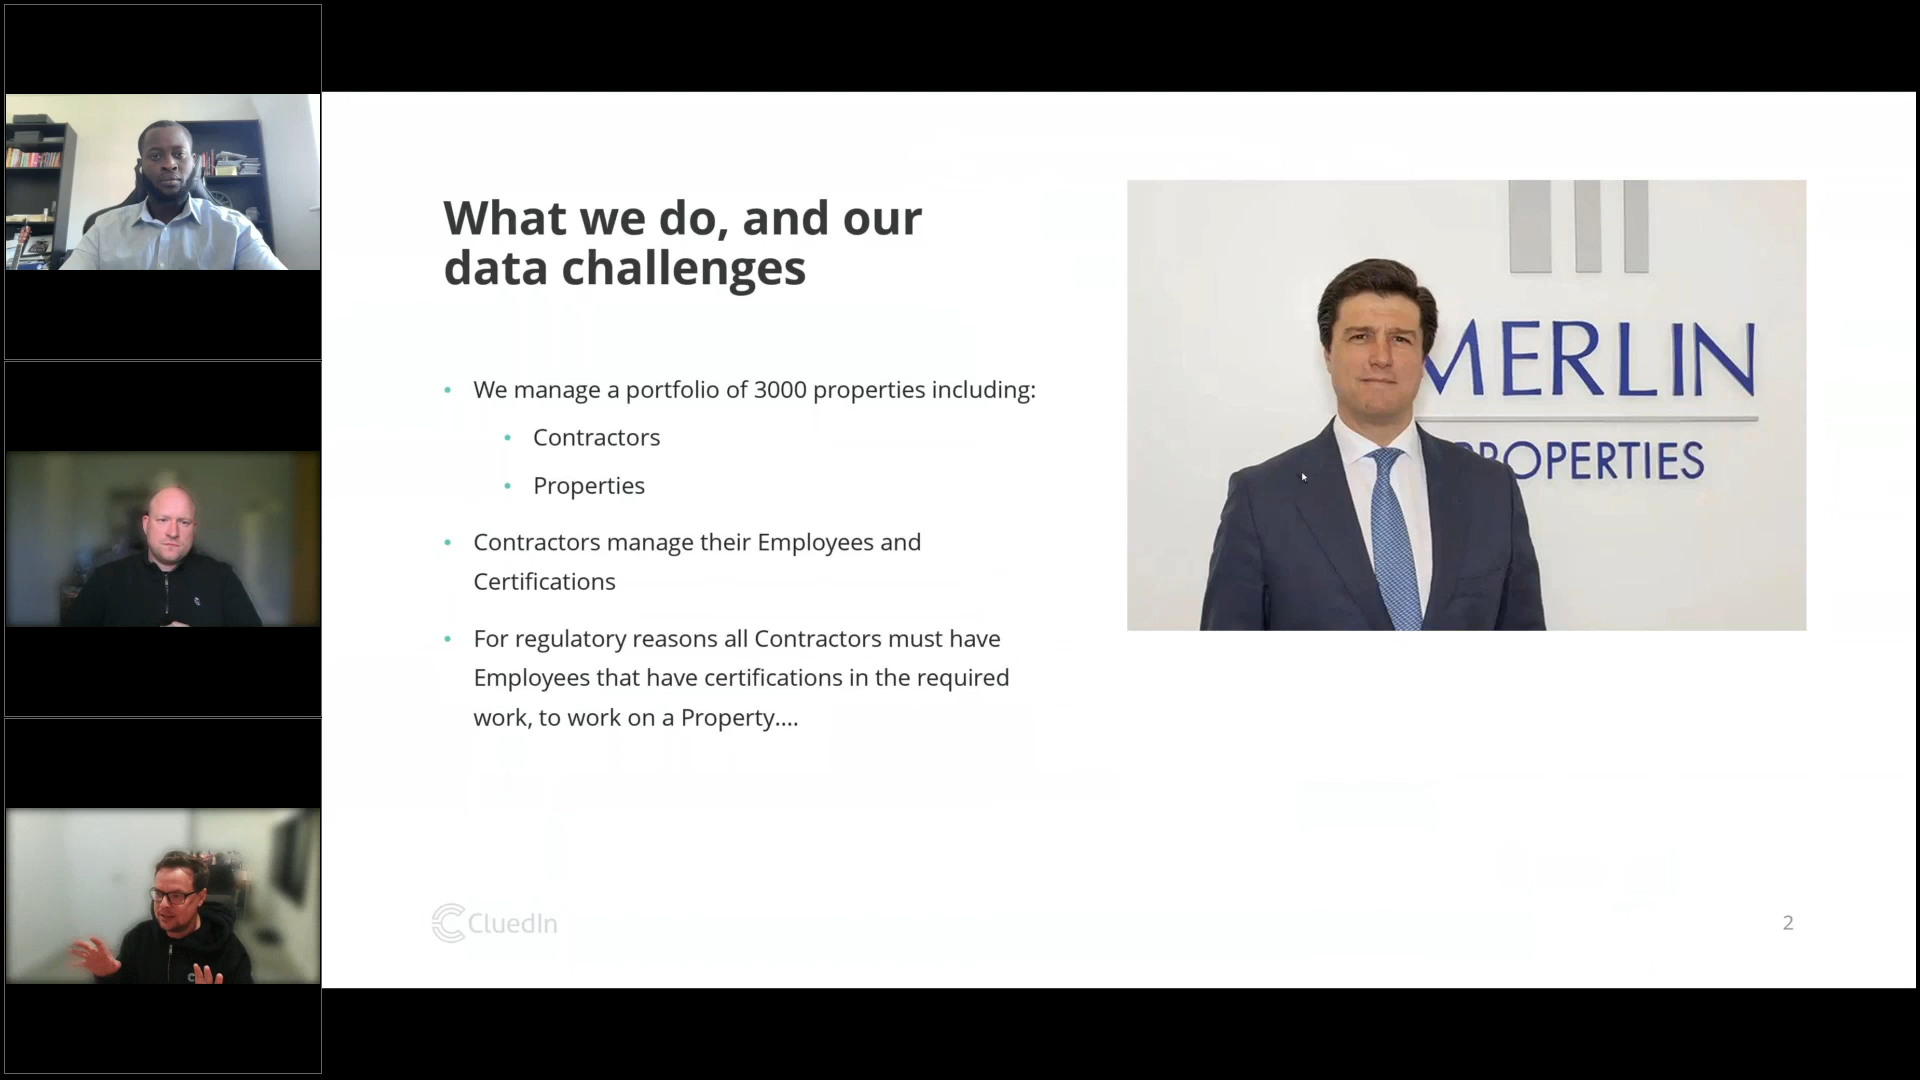 What we do, and our
data challenges
We manage a portfolio of 3000 properties including:
Contractors
Properties
Contractors manage their Employees and
Certifications
For regulatory reasons all Contractors must have
Employees that have certifications in the required
work, to work on a Property....
MERLIN
PROPERTIES
CluedIn
2